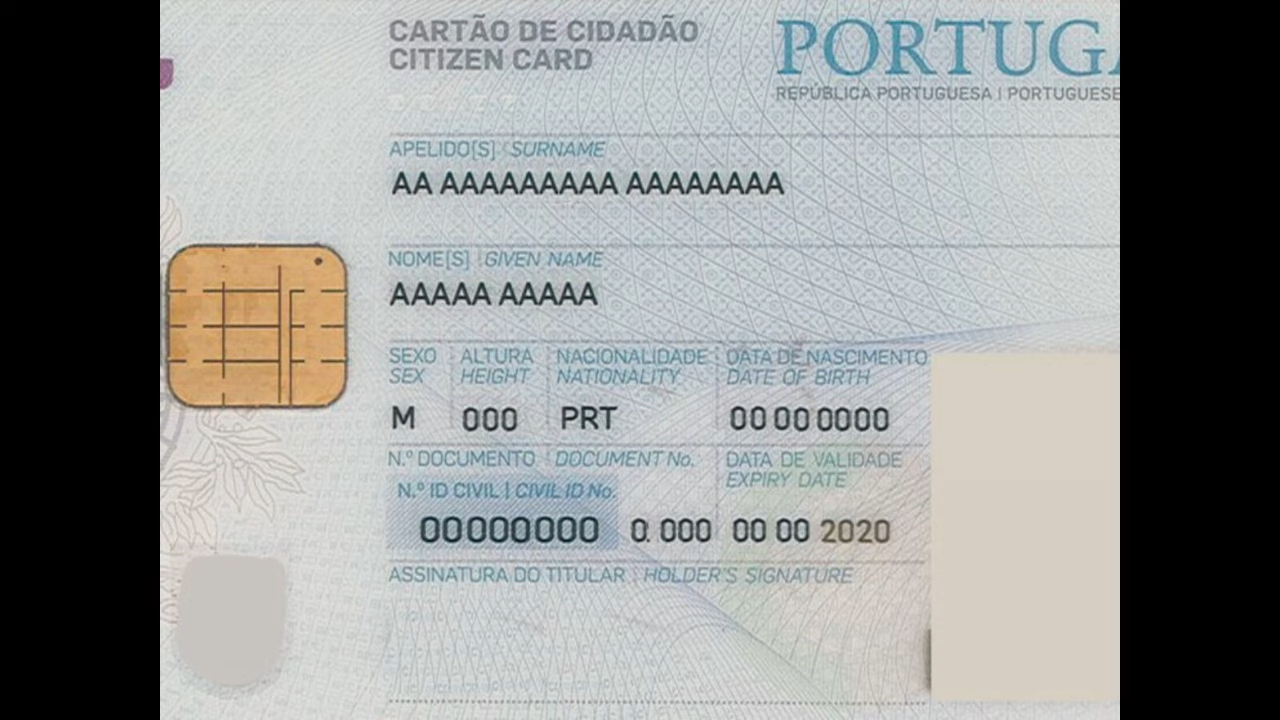 CARTÃO DE CIDADÃO
CITIZEN CARD
PORTUGA
REPÚBLICA PORTUGUESA | PORTUGUESE
APELIDO[S] SURNAME
AA AAAAAAAAA AAAAAAAA
NOME[S] GIVEN NAME
AAAAA AAAAA
SEXO ALTURA NACIONALIDADE DATA DE NASCIMENTO
SEX HEIGHT NATIONALITY DATE OF BIRTH
M 000 PRT 00 00 0000
N.º DOCUMENTO DOCUMENT No. DATA DE VALIDADE
EXPIRY DATE
N.º ID CIVIL | CIVIL ID No.
00000000 0 000 00 00 2020
ASSINATURA DO TITULAR HOLDER'S SIGNATURE